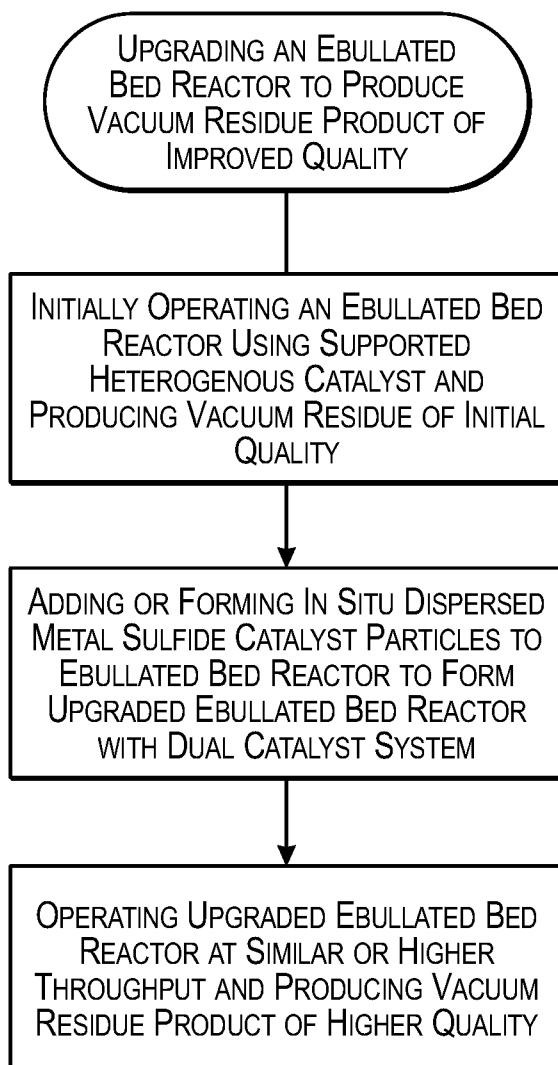 UPGRADING AN EBULLATED
BED REACTOR TO PRODUCE
VACUUM RESIDUE PRODUCT OF
IMPROVED QUALITY
INITIALLY OPERATING AN EBULLATED BED
REACTOR USING SUPPORTED
HETEROGENOUS CATALYST AND
PRODUCING VACUUM RESIDUE OF INITIAL
QUALITY
ADDING OR FORMING IN SITU DISPERSED
METAL SULFIDE CATALYST PARTICLES TO
EBULLATED BED REACTOR TO FORM
UPGRADED EBULLATED BED REACTOR
WITH DUAL CATALYST SYSTEM
OPERATING UPGRADED EBULLATED BED
REACTOR AT SIMILAR OR HIGHER
THROUGHPUT AND PRODUCING VACUUM
RESIDUE PRODUCT OF HIGHER QUALITY